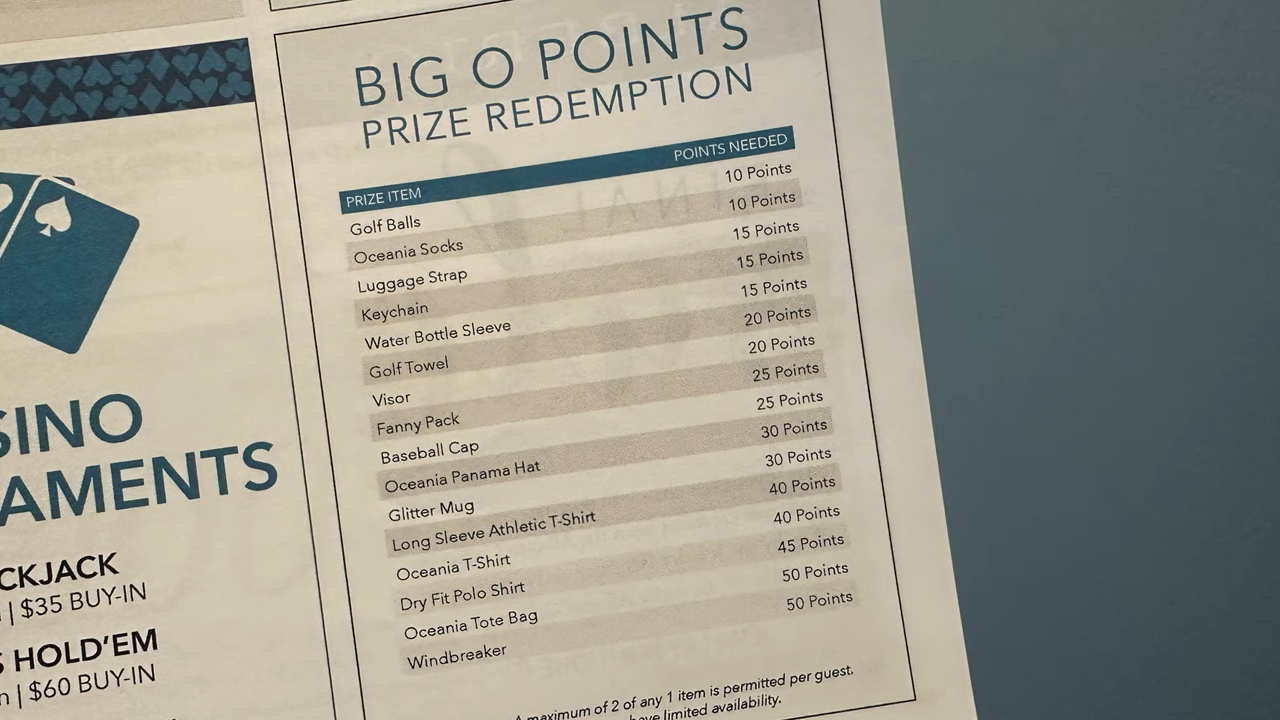 SINO
AMENTS
CKJACK
| $35 BUY-IN
HOLD'EM
| $60 BUY-IN
BIG O POINTS
PRIZE REDEMPTION
PRIZE ITEM POINTS NEEDED
Golf Balls 10 Points
Oceania Socks 10 Points
Luggage Strap 15 Points
Keychain 15 Points
Water Bottle Sleeve 15 Points
Golf Towel 20 Points
Visor 20 Points
Fanny Pack 25 Points
Baseball Cap 25 Points
Oceania Panama Hat 30 Points
Glitter Mug 30 Points
Long Sleeve Athletic T-Shirt 40 Points
Oceania T-Shirt 40 Points
Dry Fit Polo Shirt 45 Points
Oceania Tote Bag 50 Points
Windbreaker 50 Points
A maximum of 2 of any 1 item is permitted per guest.
have limited availability.